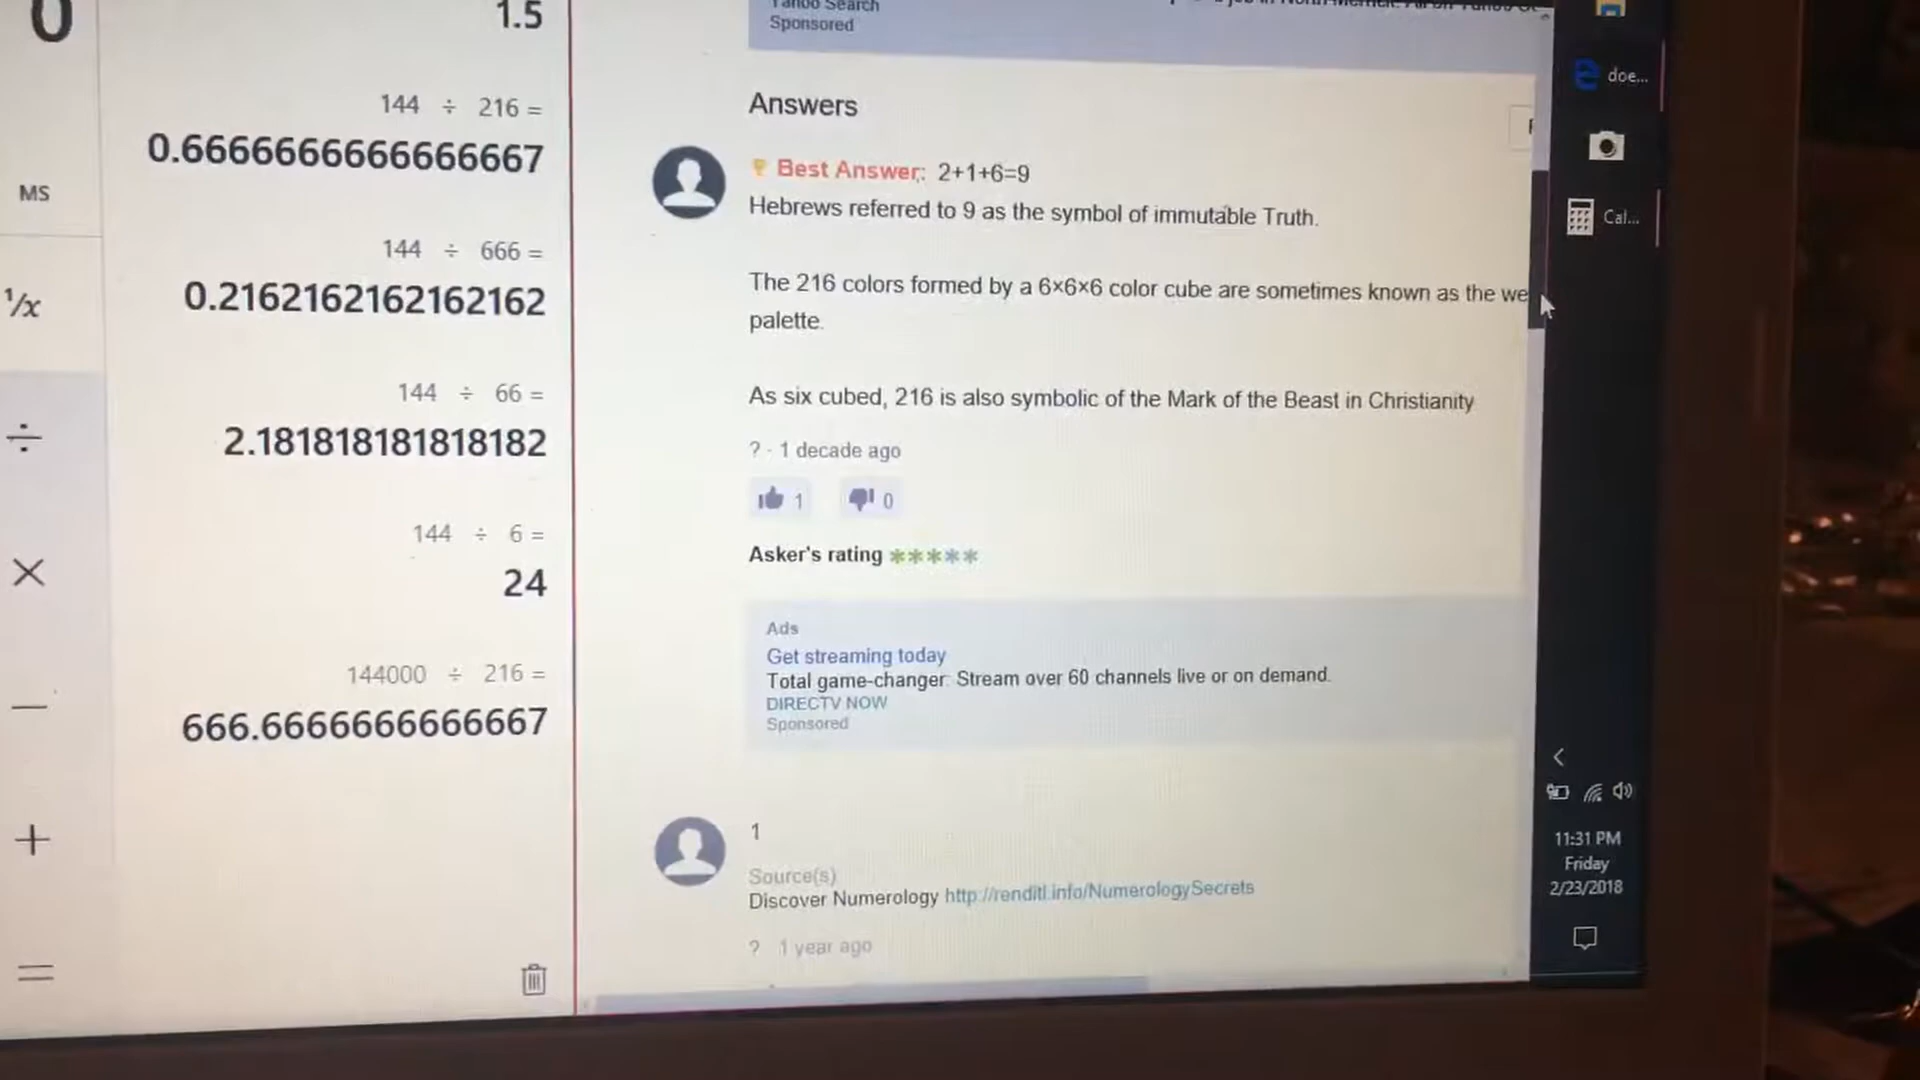 0
1.5
144 ÷ 216 =
0.6666666666666667
MS
144 ÷ 666 =
0.2162162162162162
¹/x
144 ÷ 66 =
2.181818181818182
÷
144 ÷ 6 =
24
×
144000 ÷ 216 =
666.6666666666667
−
+
=
Yahoo Search
Sponsored
Answers
Best Answer: 2+1+6=9
Hebrews referred to 9 as the symbol of immutable Truth.
The 216 colors formed by a 6×6×6 color cube are sometimes known as the we
palette.
As six cubed, 216 is also symbolic of the Mark of the Beast in Christianity
? · 1 decade ago
1
0
Asker's rating *****
Ads
Get streaming today
Total game-changer: Stream over 60 channels live or on demand.
DIRECTV NOW
Sponsored
1
Source(s)
Discover Numerology http://renditl.info/NumerologySecrets
? 1 year ago
doe...
Cal...
11:31 PM
Friday
2/23/2018